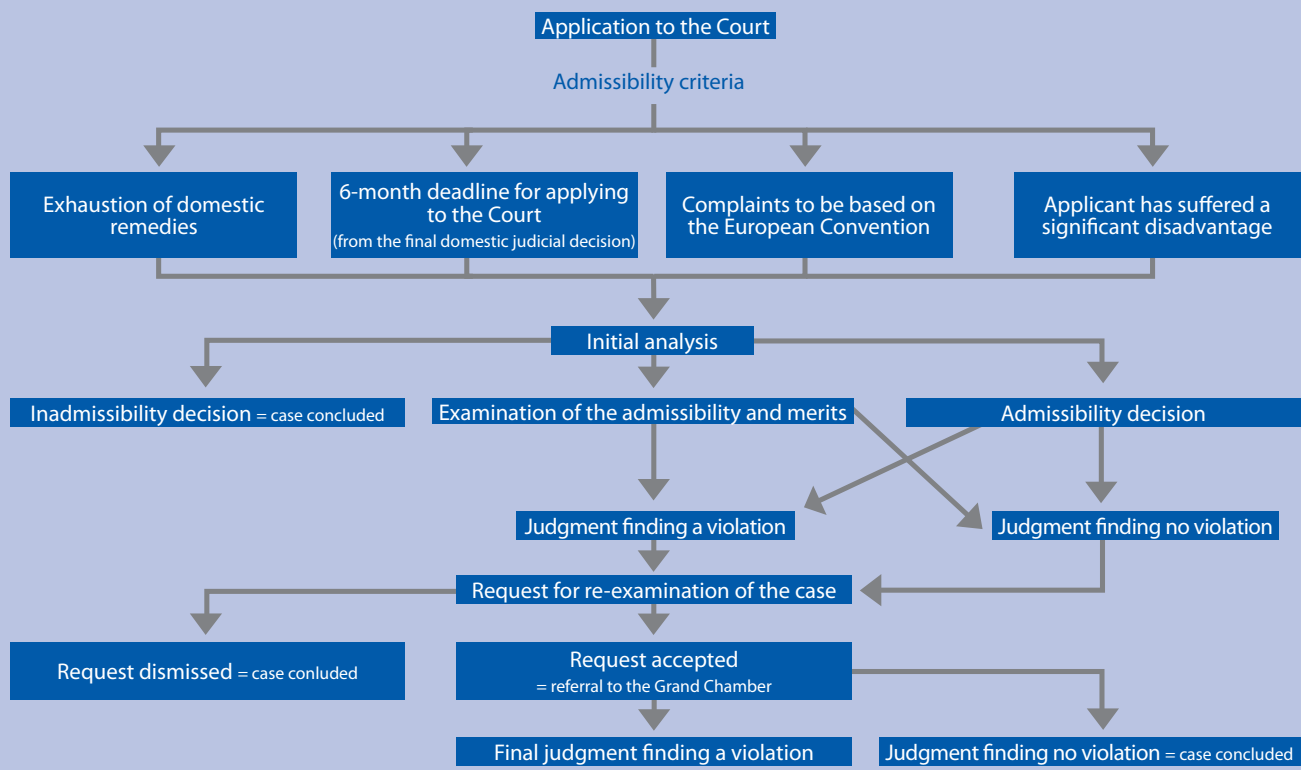 Application to the Court
Admissibility criteria
Exhaustion of domestic
remedies
6-month deadline for applying
to the Court
(from the final domestic judicial decision)
Complaints to be based on
the European Convention
Applicant has suffered a
significant disadvantage
Initial analysis
Inadmissibility decision = case concluded
Examination of the admissibility and merits
Admissibility decision
Judgment finding a violation
Judgment finding no violation
Request for re-examination of the case
Request dismissed = case conluded
Request accepted
= referral to the Grand Chamber
Final judgment finding a violation
Judgment finding no violation = case concluded